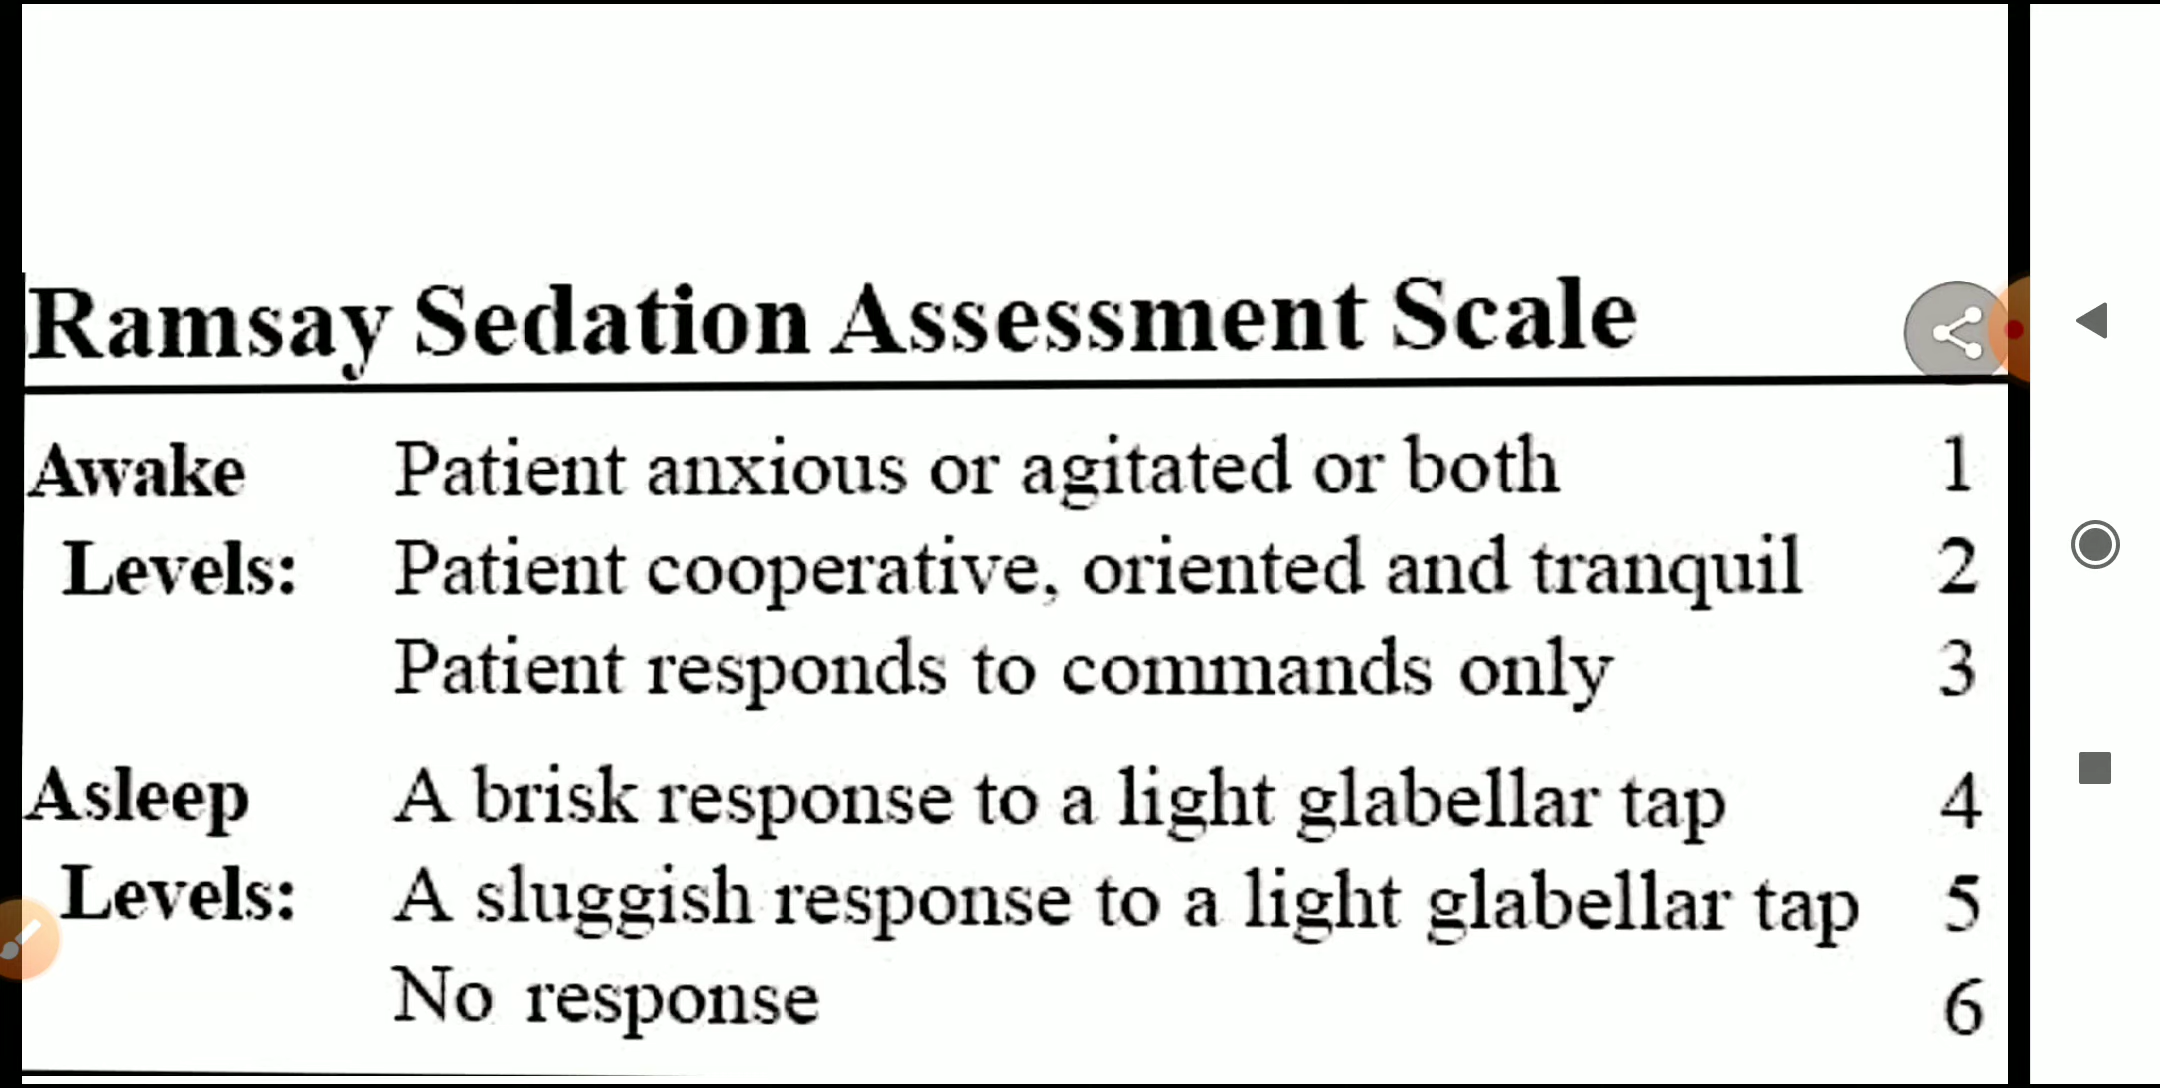 Ramsay Sedation Assessment Scale
Awake Patient anxious or agitated or both 1
Levels: Patient cooperative, oriented and tranquil 2
Patient responds to commands only 3
Asleep A brisk response to a light glabellar tap 4
Levels: A sluggish response to a light glabellar tap 5
No response 6